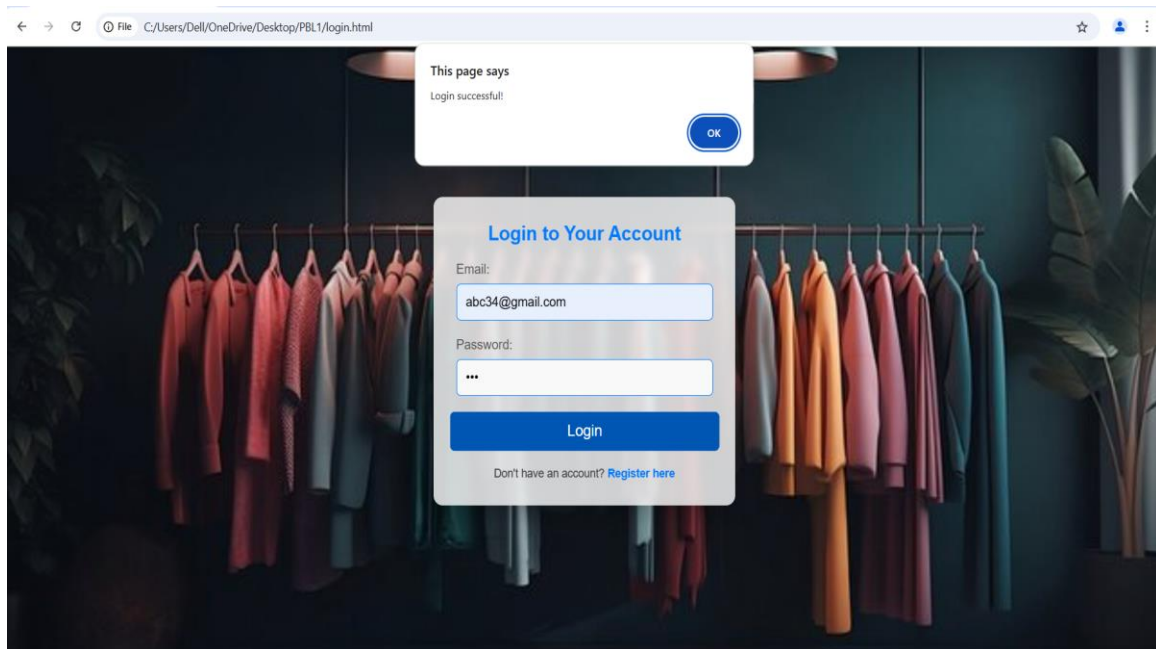 File C:/Users/Dell/OneDrive/Desktop/PBL1/login.html
This page says
Login successful!
OK
Login to Your Account
Email:
abc34@gmail.com
Password:
•••
Login
Don't have an account? Register here